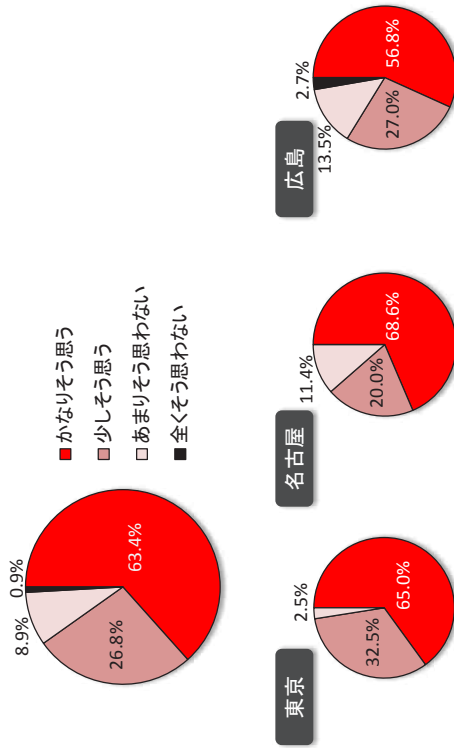 0.9%
8.9%
26.8%
63.4%
かなりそう思う
少しそう思う
あまりそう思わない
全くそう思わない
東京
2.5%
32.5%
65.0%
名古屋
11.4%
20.0%
68.6%
広島
2.7%
13.5%
27.0%
56.8%